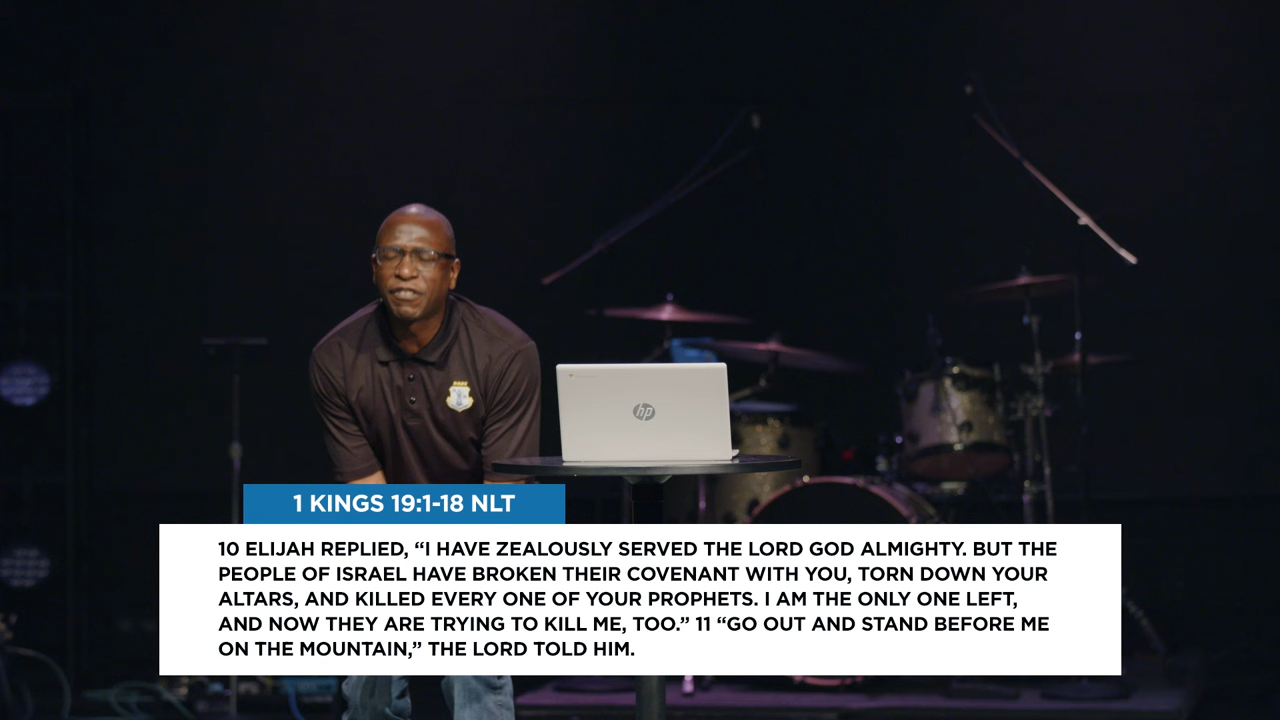 hp
1 KINGS 19:1-18 NLT
10 ELIJAH REPLIED, “I HAVE ZEALOUSLY SERVED THE LORD GOD ALMIGHTY. BUT THE
PEOPLE OF ISRAEL HAVE BROKEN THEIR COVENANT WITH YOU, TORN DOWN YOUR
ALTARS, AND KILLED EVERY ONE OF YOUR PROPHETS. I AM THE ONLY ONE LEFT,
AND NOW THEY ARE TRYING TO KILL ME, TOO.” 11 “GO OUT AND STAND BEFORE ME
ON THE MOUNTAIN,” THE LORD TOLD HIM.